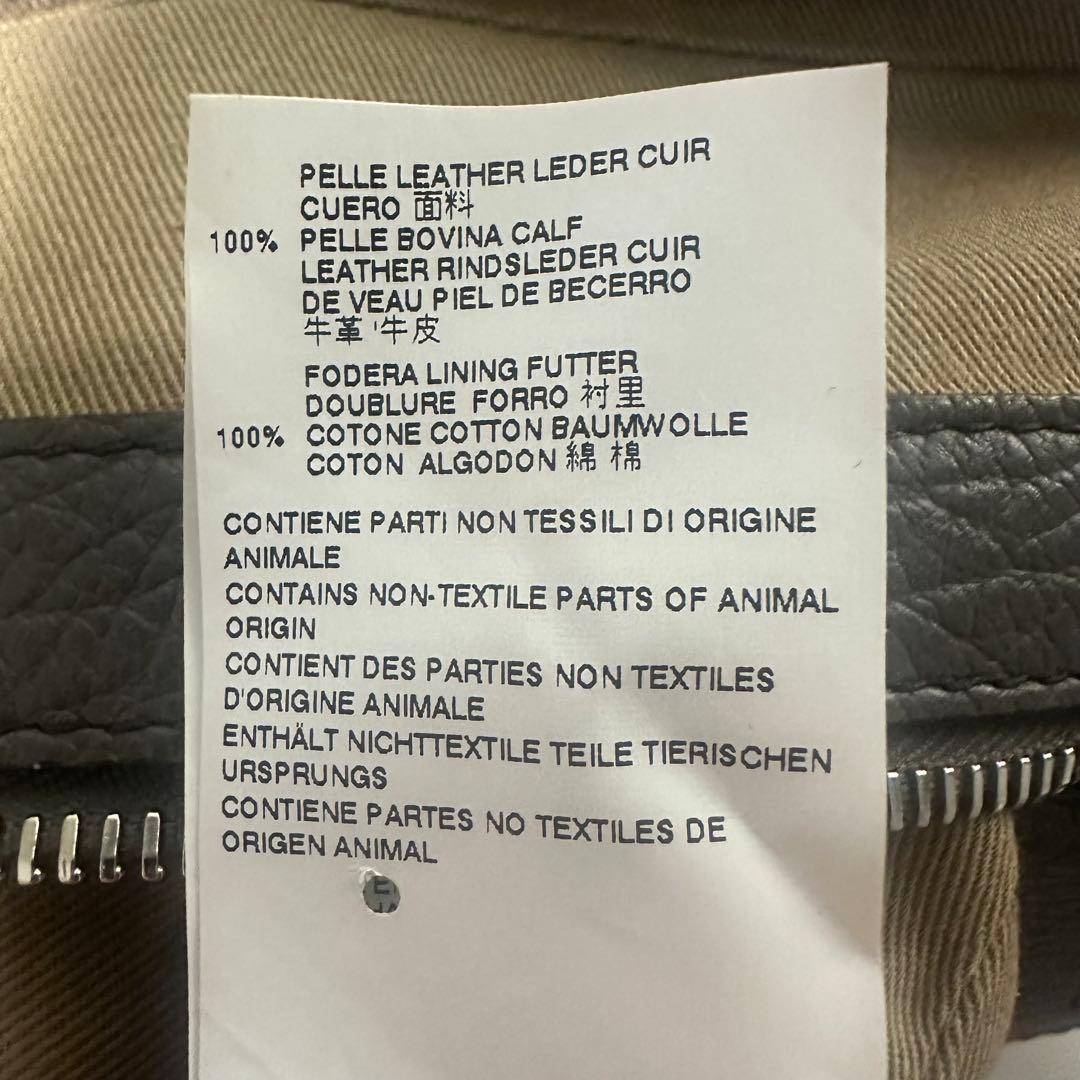 PELLE LEATHER LEDER CUIR
CUERO 面料
100% PELLE BOVINA CALF
LEATHER RINDSLEDER CUIR
DE VEAU PIEL DE BECERRO
牛革 '牛皮
FODERA LINING FUTTER
DOUBLURE FORRO 衬里
100% COTONE COTTON BAUMWOLLE
COTON ALGODON 綿 棉
CONTIENE PARTI NON TESSILI DI ORIGINE
ANIMALE
CONTAINS NON-TEXTILE PARTS OF ANIMAL
ORIGIN
CONTIENT DES PARTIES NON TEXTILES
D'ORIGINE ANIMALE
ENTHÄLT NICHTTEXTILE TEILE TIERISCHEN
URSPRUNGS
CONTIENE PARTES NO TEXTILES DE
ORIGEN ANIMAL